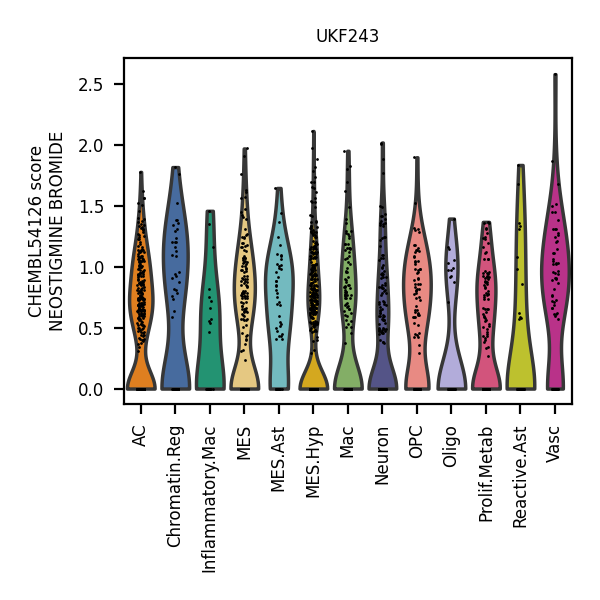 UKF243
CHEMBL54126 score
NEOSTIGMINE BROMIDE
2.5
2.0
1.5
1.0
0.5
0.0
AC
Chromatin.Reg
Inflammatory.Mac
MES
MES.Ast
MES.Hyp
Mac
Neuron
OPC
Oligo
Prolif.Metab
Reactive.Ast
Vasc